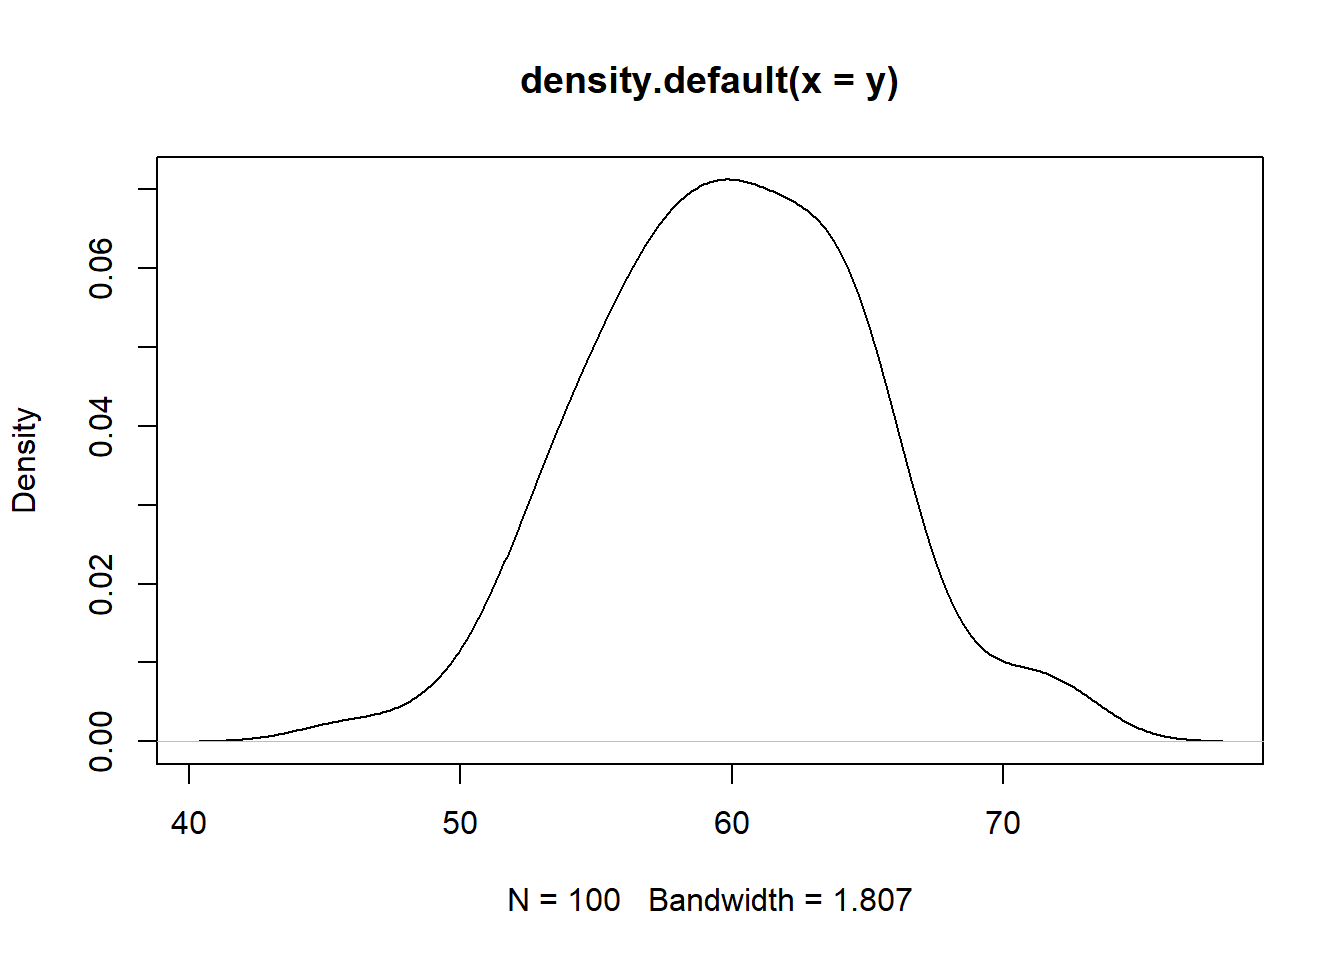 density.default(x = y)
Density
0.00
0.02
0.04
0.06
40
50
60
70
N = 100   Bandwidth = 1.807